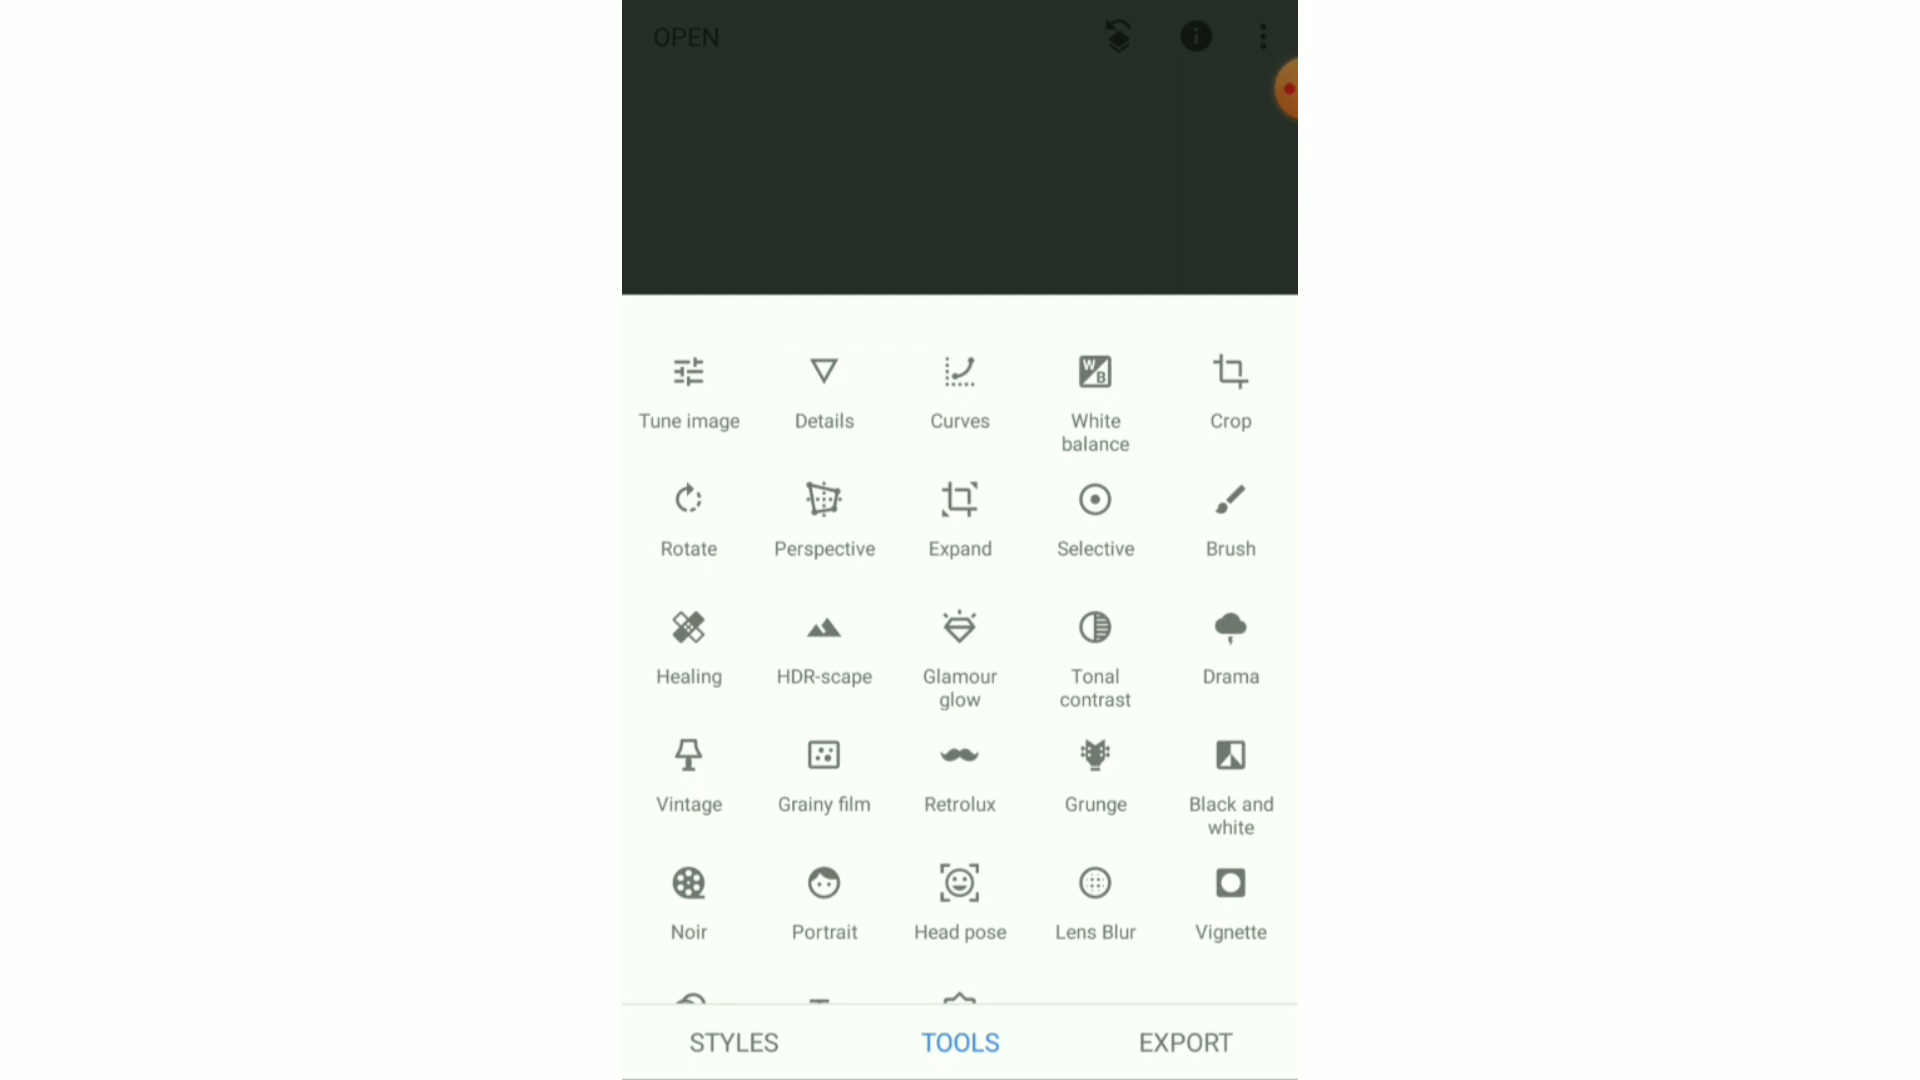 OPEN
Tune image
Details
Curves
White
balance
Crop
Rotate
Perspective
Expand
Selective
Brush
Healing
HDR-scape
Glamour
glow
Tonal
contrast
Drama
Vintage
Grainy film
Retrolux
Grunge
Black and
white
Noir
Portrait
Head pose
Lens Blur
Vignette
STYLES
TOOLS
EXPORT